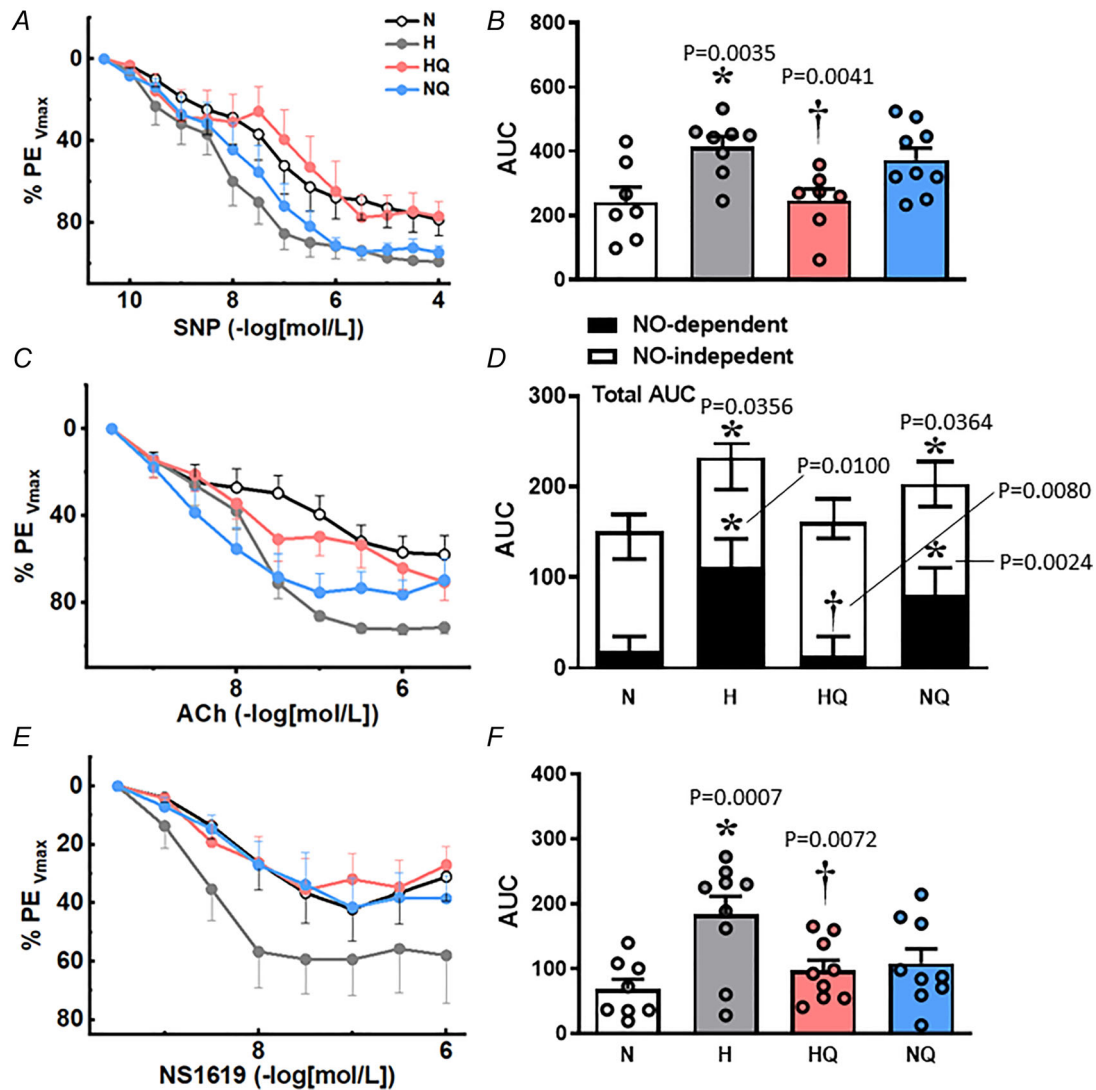 A
N
H
HQ
NQ
0
40
80
% PE Vmax
10 8 6 4
SNP (-log[mol/L])
B
800
600
400
200
0
AUC
P=0.0035
*
P=0.0041
†
NO-dependent
NO-indepedent
C
0
40
80
% PE Vmax
8 6
ACh (-log[mol/L])
D
Total AUC
300
200
100
0
AUC
P=0.0356
*
P=0.0100
*
P=0.0364
*
P=0.0080
†
*
P=0.0024
N H HQ NQ
E
0
20
40
60
80
% PE Vmax
8 6
NS1619 (-log[mol/L])
F
400
300
200
100
0
AUC
P=0.0007
*
P=0.0072
†
N H HQ NQ